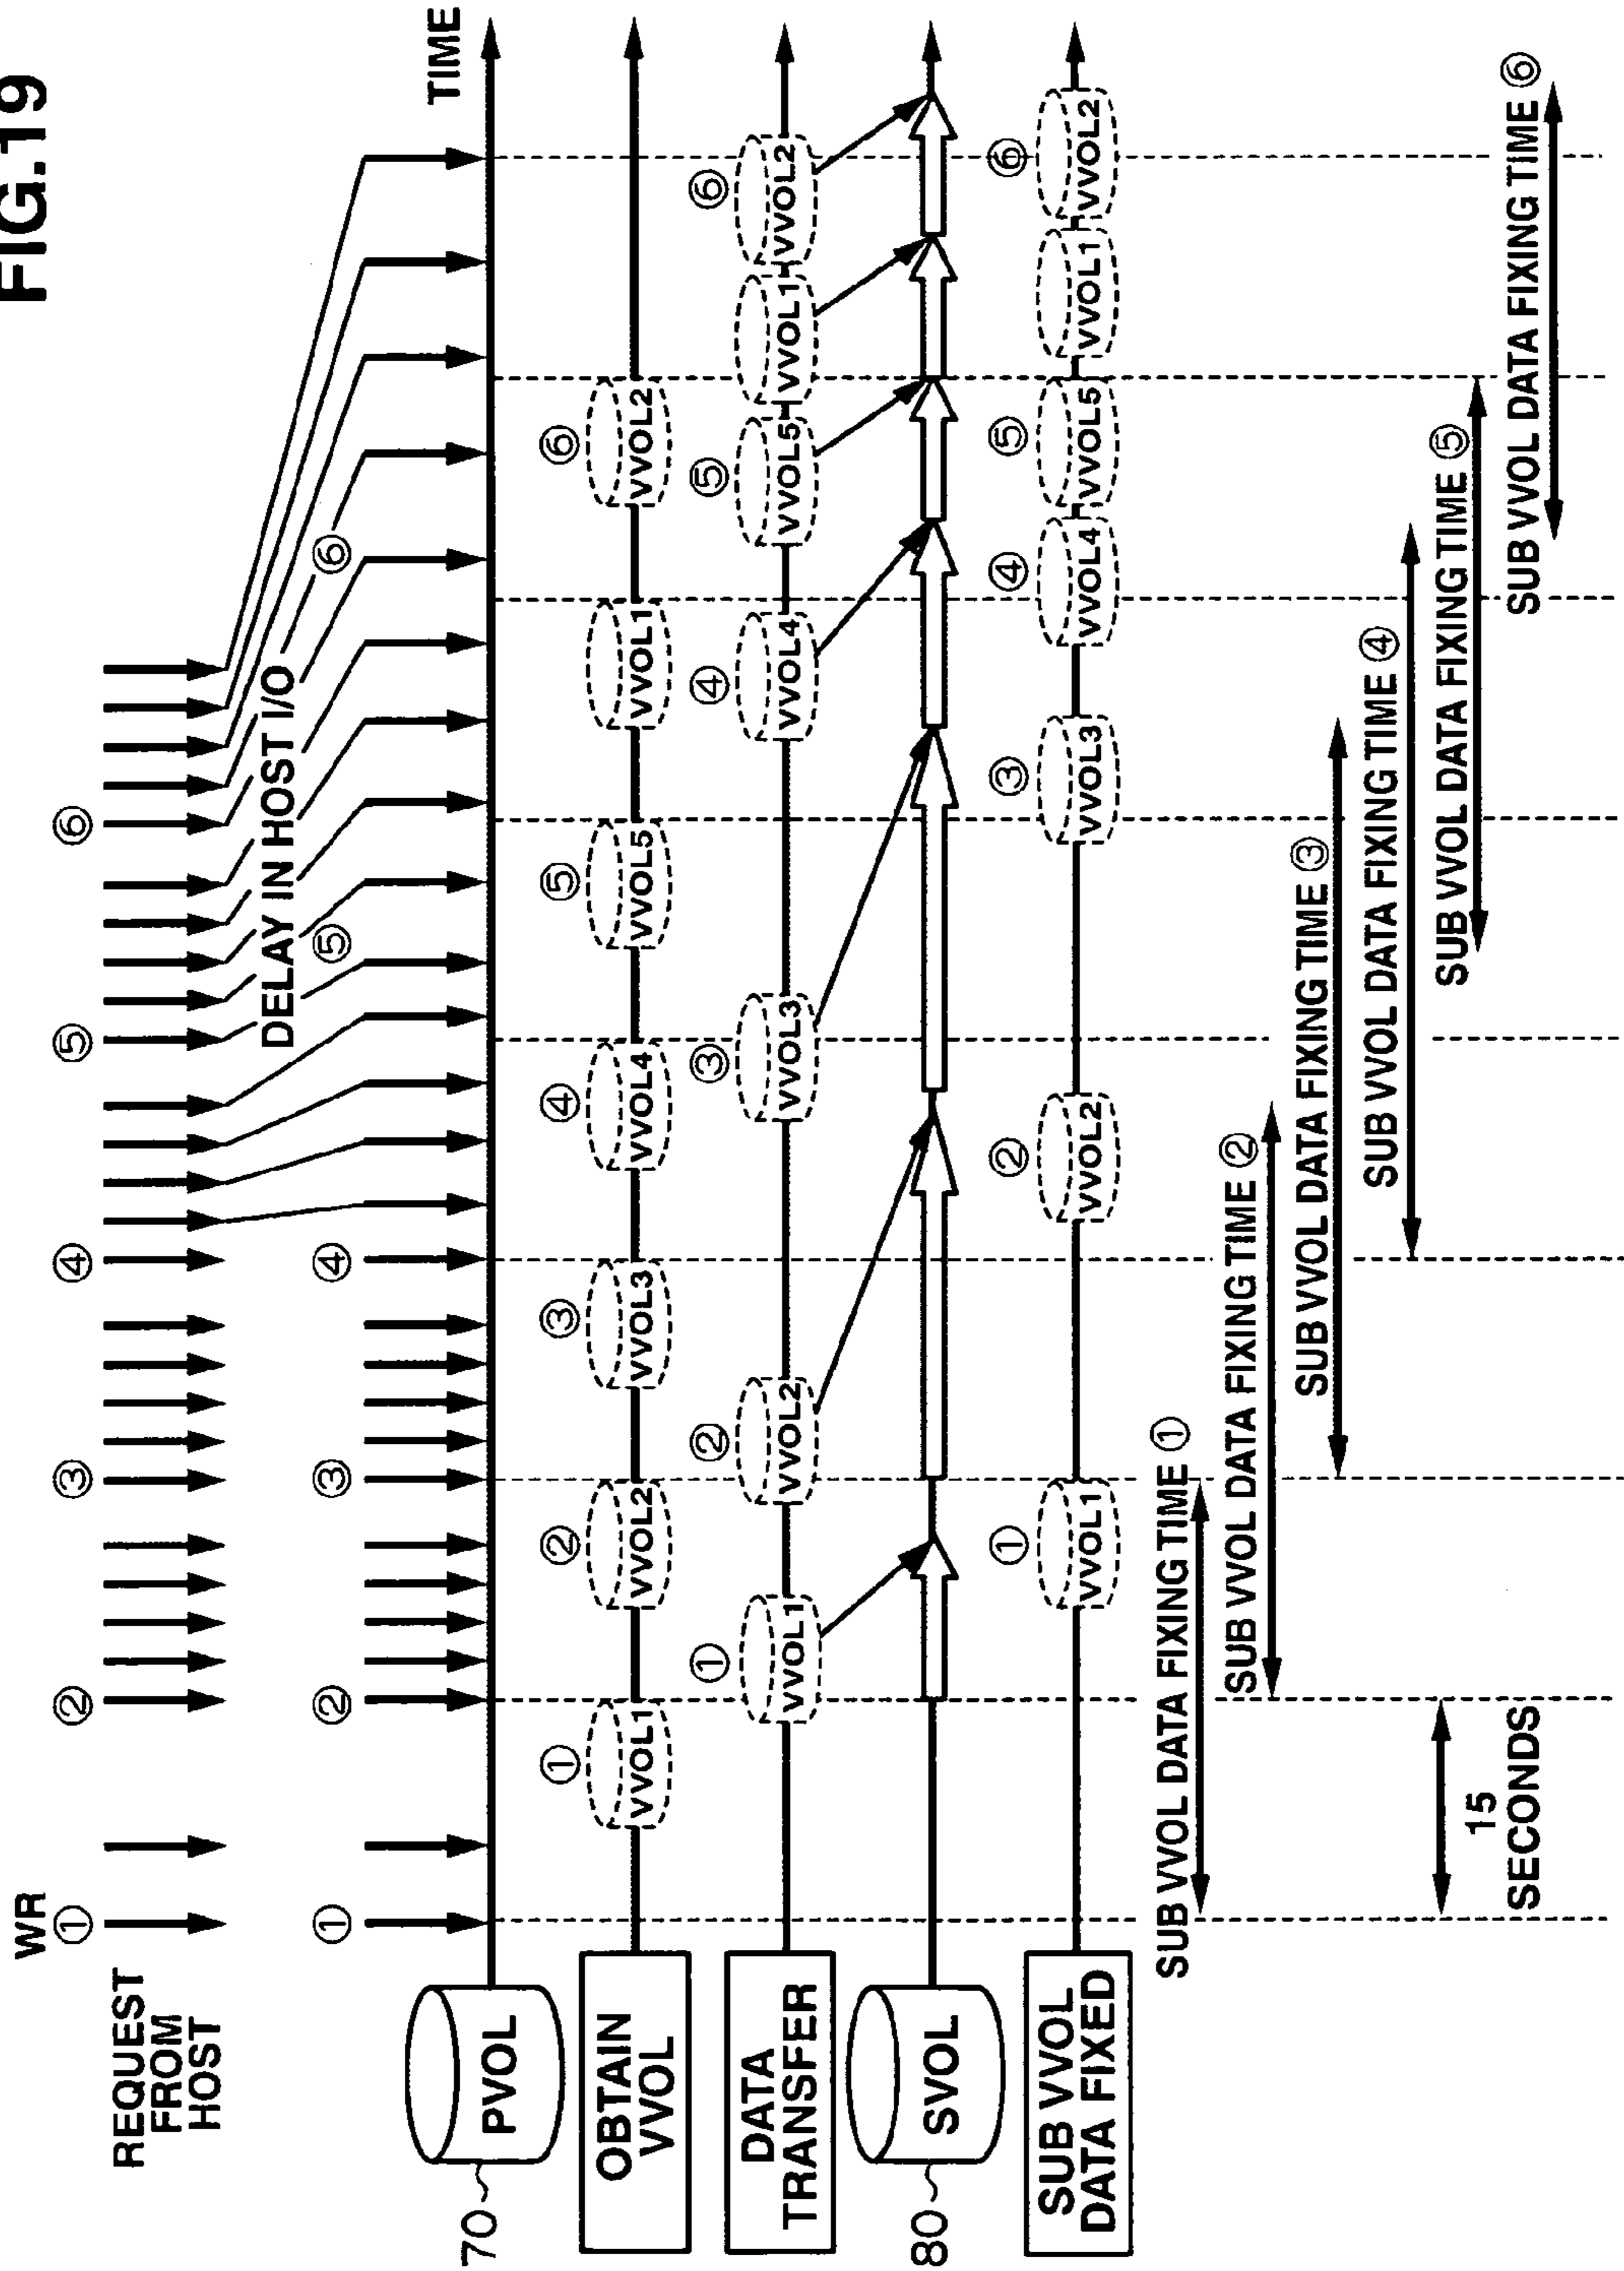 FIG.19
WR
REQUEST
FROM
HOST
① ② ③ ④ ⑤ ⑥
DELAY IN HOST I/O
① ② ③ ④ ⑤ ⑥
TIME
70
PVOL
OBTAIN
VVOL
① ② ③ ④ ⑤ ⑥
VVOL1 VVOL2 VVOL3 VVOL4 VVOL5 VVOL1 VVOL2
DATA
TRANSFER
① ② ③ ④ ⑤ ⑥
VVOL1 VVOL2 VVOL3 VVOL4 VVOL5 VVOL1 VVOL2
80
SVOL
SUB VVOL
DATA FIXED
① ② ③ ④ ⑤ ⑥
VVOL1 VVOL2 VVOL3 VVOL4 VVOL5 VVOL1 VVOL2
SUB VVOL DATA FIXING TIME ①
SUB VVOL DATA FIXING TIME ②
SUB VVOL DATA FIXING TIME ③
SUB VVOL DATA FIXING TIME ④
SUB VVOL DATA FIXING TIME ⑤
SUB VVOL DATA FIXING TIME ⑥
15
SECONDS